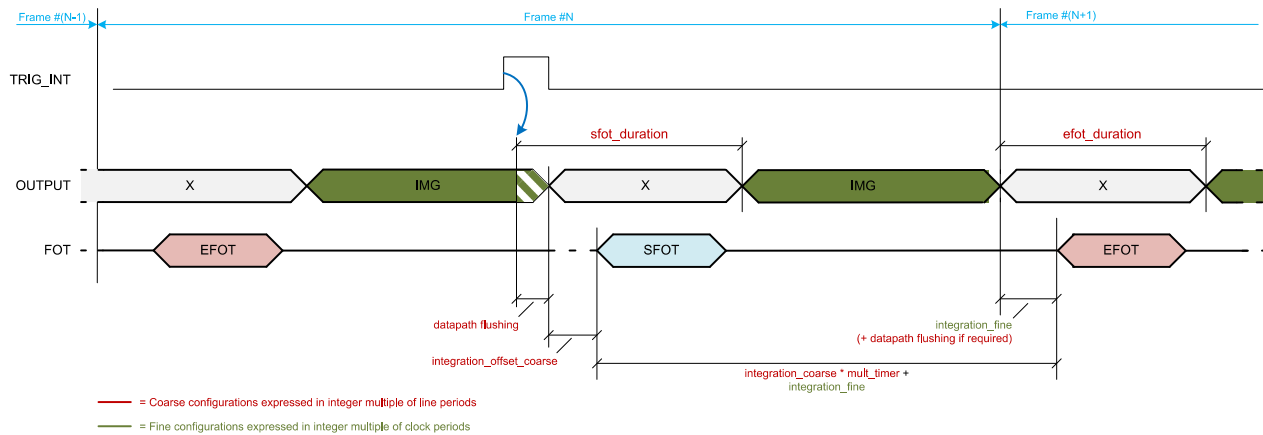 Frame #(N-1)
Frame #N
Frame #(N+1)
TRIG_INT
sfot_duration
efot_duration
OUTPUT
X
IMG
X
IMG
X
FOT
EFOT
SFOT
EFOT
datapath flushing
integration_offset_coarse
integration_fine
(+ datapath flushing if required)
integration_coarse * mult_timer +
integration_fine
= Coarse configurations expressed in integer multiple of line periods
= Fine configurations expressed in integer multiple of clock periods